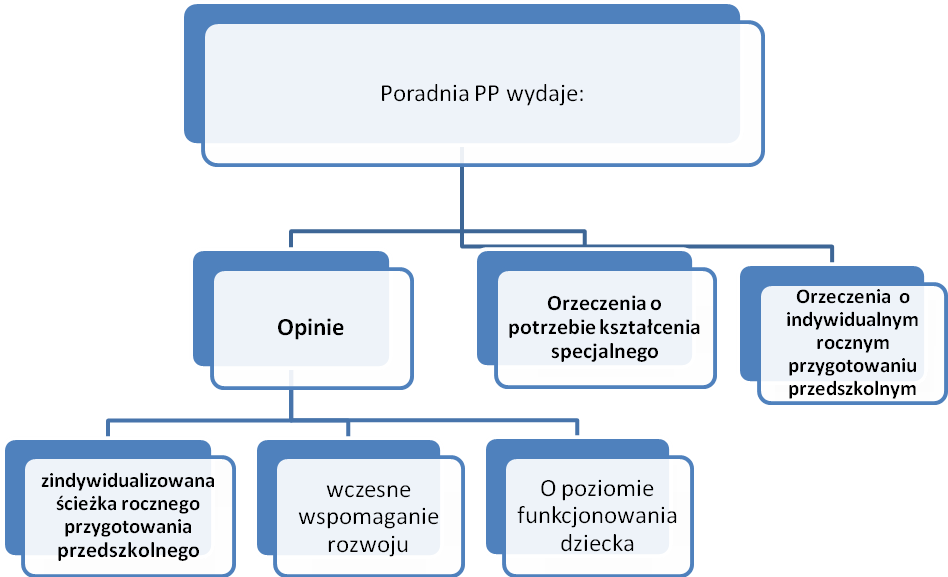 Poradnia PP wydaje:
Opinie
Orzeczenia o
potrzebie kształcenia
specjalnego
Orzeczenia o
indywidualnym
rocznym
przygotowaniu
przedszkolnym
zindywidualizowana
ścieżka rocznego
przygotowania
przedszkolnego
wczesne
wspomaganie
rozwoju
O poziomie
funkcjonowania
dziecka